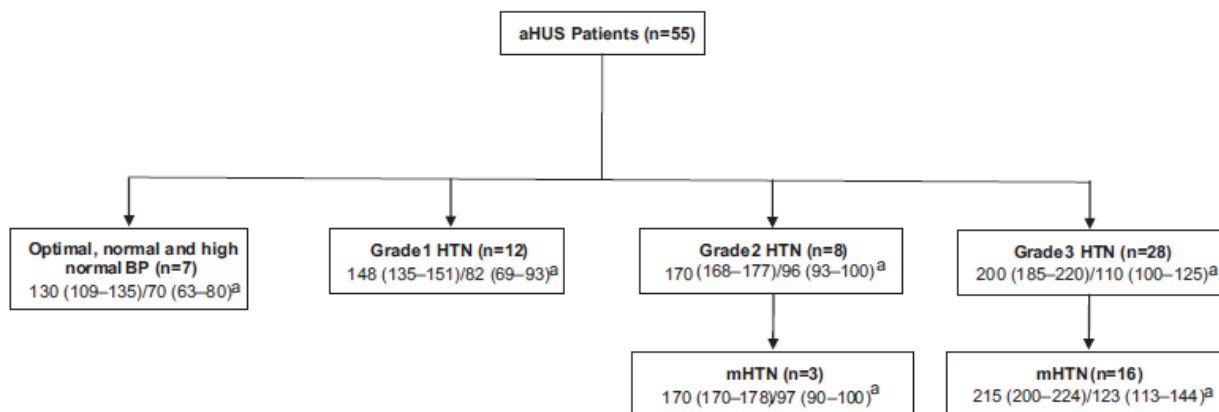 aHUS Patients (n=55)
Optimal, normal and high
normal BP (n=7)
130 (109–135)/70 (63–80)a
Grade1 HTN (n=12)
148 (135–151)/82 (69–93)a
Grade2 HTN (n=8)
170 (168–177)/96 (93–100)a
Grade3 HTN (n=28)
200 (185–220)/110 (100–125)a
mHTN (n=3)
170 (170–178)/97 (90–100)a
mHTN(n=16)
215 (200–224)/123 (113–144)a